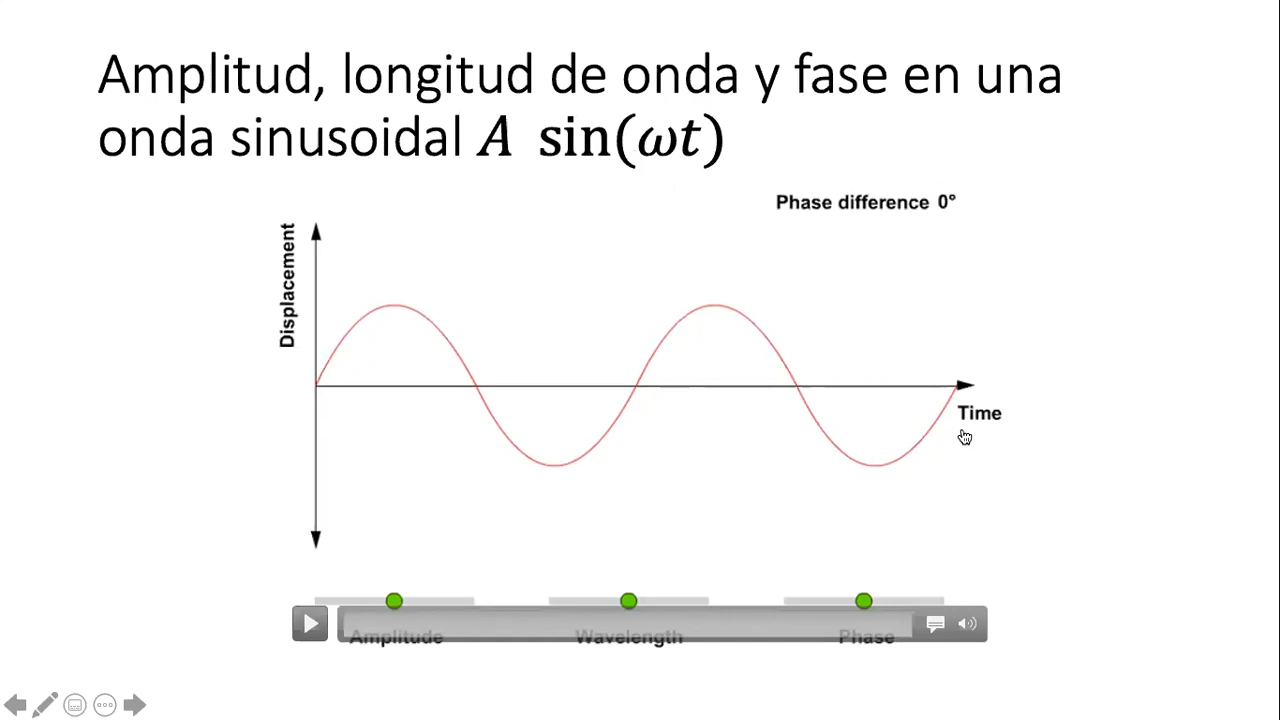 Amplitud, longitud de onda y fase en una
onda sinusoidal A sin(ωt)
Phase difference 0°
Displacement
Time
Amplitude
Wavelength
Phase